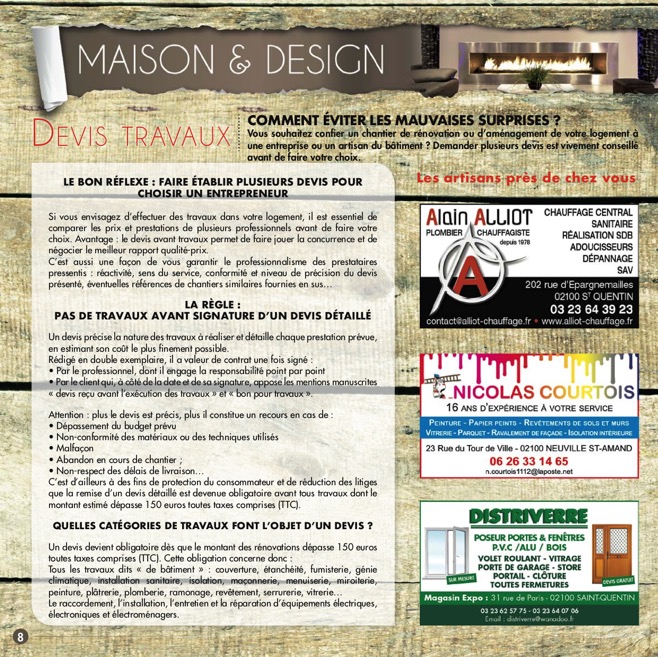 MAISON & DESIGN
DEVIS TRAVAUX
COMMENT ÉVITER LES MAUVAISES SURPRISES ?
Vous souhaitez confier un chantier de rénovation ou d'aménagement de votre logement à
une entreprise ou un artisan du bâtiment ? Demander plusieurs devis est vivement conseillé
avant de faire votre choix.
LE BON RÉFLEXE : FAIRE ÉTABLIR PLUSIEURS DEVIS POUR
CHOISIR UN ENTREPRENEUR
Si vous envisagez d'effectuer des travaux dans votre logement, il est essentiel de
comparer les prix et prestations de plusieurs professionnels avant de faire votre
choix. Avantage : le devis avant travaux permet de faire jouer la concurrence et de
négocier le meilleur rapport qualité-prix.
C'est aussi une façon de vous garantir le professionnalisme des prestataires
pressentis : réactivité, sens du service, conformité et niveau de précision du devis
présenté, éventuelles références de chantiers similaires fournies en sus...
LA RÈGLE :
PAS DE TRAVAUX AVANT SIGNATURE D'UN DEVIS DÉTAILLÉ
Un devis précise la nature des travaux à réaliser et détaille chaque prestation prévue,
en estimant son coût le plus finement possible.
Rédigé en double exemplaire, il a valeur de contrat une fois signé :
• Par le professionnel, dont il engage la responsabilité point par point
• Par le client qui, à côté de la date et de sa signature, appose les mentions manuscrites
« devis reçu avant l'exécution des travaux » et « bon pour travaux ».
Attention : plus le devis est précis, plus il constitue un recours en cas de :
• Dépassement du budget prévu
• Non-conformité des matériaux ou des techniques utilisés
• Malfaçon
• Abandon en cours de chantier ;
• Non-respect des délais de livraison...
C'est d'ailleurs à des fins de protection du consommateur et de réduction des litiges
que la remise d'un devis détaillé est devenue obligatoire avant tous travaux dont le
montant estimé dépasse 150 euros toutes taxes comprises (TTC).
QUELLES CATÉGORIES DE TRAVAUX FONT L'OBJET D'UN DEVIS ?
Un devis devient obligatoire dès que le montant des rénovations dépasse 150 euros
toutes taxes comprises (TTC). Cette obligation concerne donc :
Tous les travaux dits « de bâtiment » : couverture, étanchéité, fumisterie, génie
climatique, installation sanitaire, isolation, maçonnerie, menuiserie, miroiterie,
peinture, plâtrerie, plomberie, ramonage, revêtement, serrurerie, vitrerie...
Le raccordement, l'installation, l'entretien et la réparation d'équipements électriques,
électroniques et électroménagers.
8
Les artisans près de chez vous
Alain ALLIOT
PLOMBIER CHAUFFAGISTE
depuis 1978
A
CHAUFFAGE CENTRAL
SANITAIRE
RÉALISATION SDB
ADOUCISSEURS
DÉPANNAGE
SAV
202 rue d'Epargnemailles
02100 ST QUENTIN
03 23 64 39 23
contact@alliot-chauffage.fr • www.alliot-chauffage.fr
NICOLAS COURTOIS
16 ANS D'EXPÉRIENCE À VOTRE SERVICE
PEINTURE - PAPIER PEINTS - REVÊTEMENTS DE SOLS ET MURS
VITRERIE - PARQUET - RAVALEMENT DE FAÇADE - ISOLATION INTÉRIEURE
23 Rue du Tour de Ville - 02100 NEUVILLE ST-AMAND
06 26 33 14 65
n.courtois1112@laposte.net
DISTRIVERRE
POSEUR PORTES & FENÊTRES
P.V.C /ALU / BOIS
VOLET ROULANT - VITRAGE
PORTE DE GARAGE - STORE
PORTAIL - CLÔTURE
TOUTES FERMETURES
SUR MESURE
DEVIS GRATUIT
Magasin Expo : 31 rue de Paris - 02100 SAINT-QUENTIN
03 23 62 57 75 - 03 23 64 07 06
Email : distriverre@wanadoo.fr